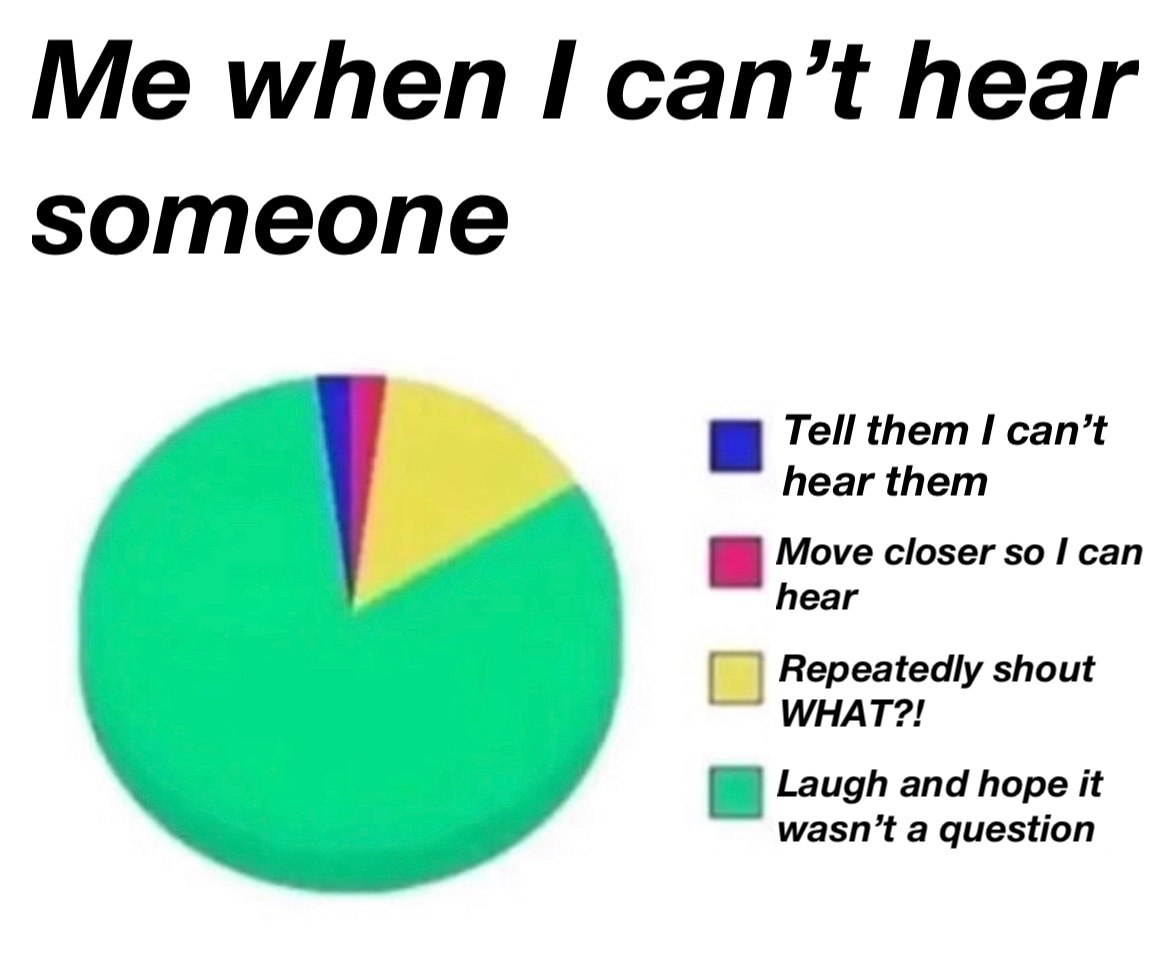 Me when I can’t hear
someone
Tell them I can’t
hear them
Move closer so I can
hear
Repeatedly shout
WHAT?!
Laugh and hope it
wasn’t a question